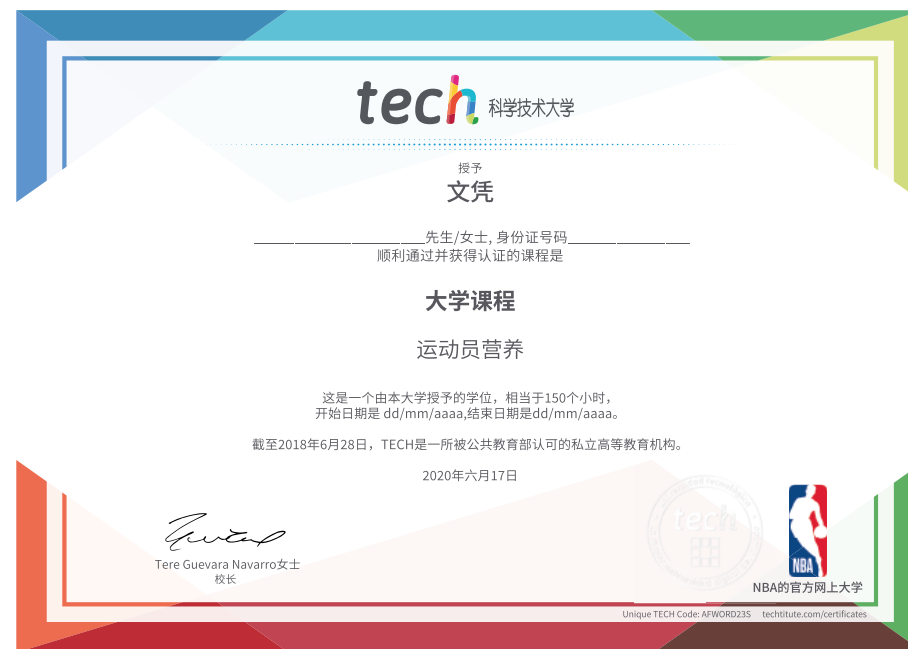 tech 科学技术大学
授予
文凭
______________________先生/女士, 身份证号码________________
顺利通过并获得认证的课程是
大学课程
运动员营养
这是一个由本大学授予的学位，相当于150个小时，
开始日期是 dd/mm/aaaa,结束日期是dd/mm/aaaa。
截至2018年6月28日，TECH是一所被公共教育部认可的私立高等教育机构。
2020年六月17日
tech
NBA
Tere Guevara Navarro女士
校长
NBA的官方网上大学
Unique TECH Code: AFWORD23S techtitute.com/certificates